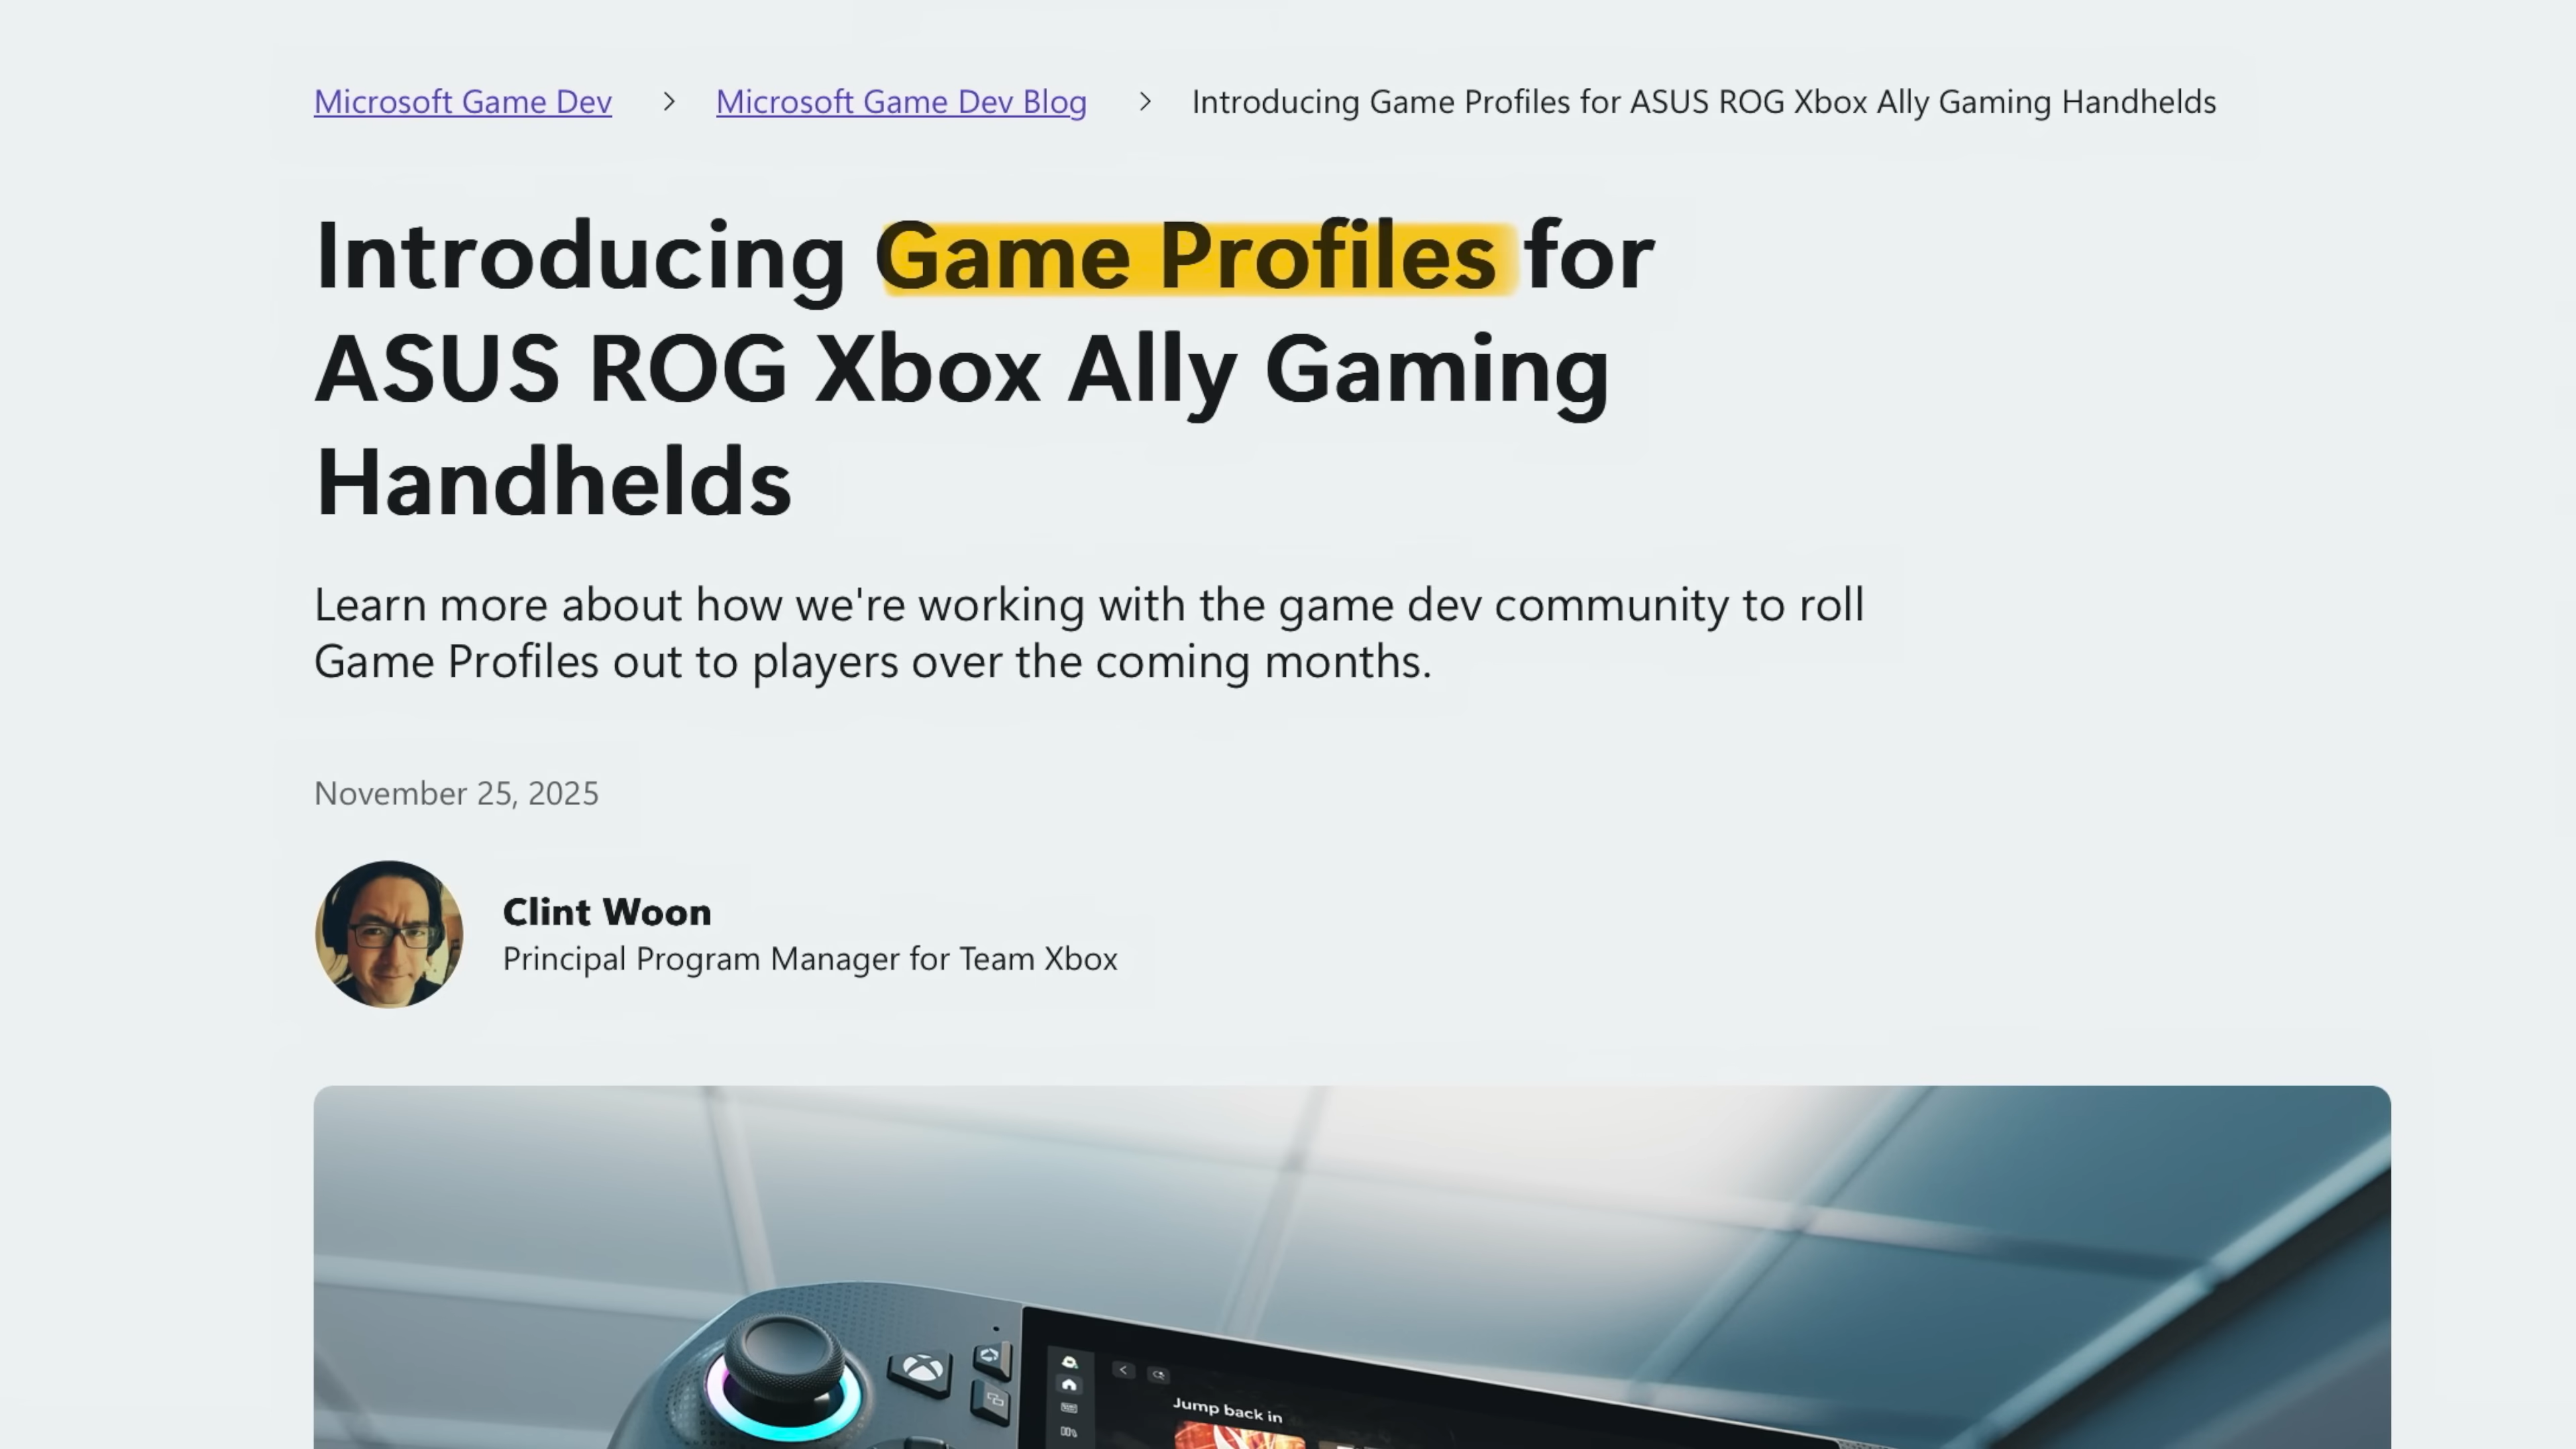 Microsoft Game Dev > Microsoft Game Dev Blog > Introducing Game Profiles for ASUS ROG Xbox Ally Gaming Handhelds
Introducing Game Profiles for
ASUS ROG Xbox Ally Gaming
Handhelds
Learn more about how we're working with the game dev community to roll
Game Profiles out to players over the coming months.
November 25, 2025
Clint Woon
Principal Program Manager for Team Xbox
Jump back in